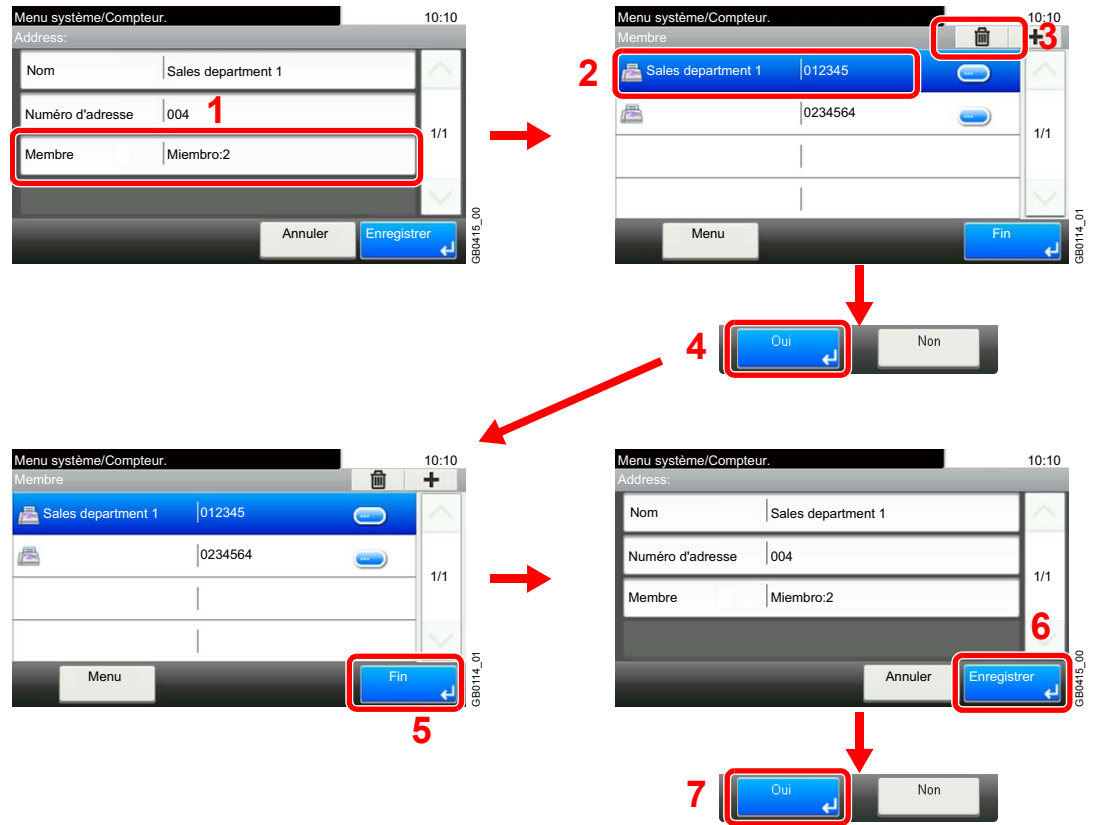 Menu système/Compteur. 10:10
Address:
Nom Sales department 1
Numéro d'adresse 004 1
1/1
Membre Miembro:2
Annuler Enregistrer
GB0415_00
Menu système/Compteur. 10:10
Membre 3
2 Sales department 1 012345
0234564
1/1
Menu Fin
GB0114_01
4 Oui Non
Menu système/Compteur. 10:10
Membre
Sales department 1 012345
0234564
1/1
Menu Fin
GB0114_01
5
Menu système/Compteur. 10:10
Address:
Nom Sales department 1
Numéro d'adresse 004
1/1
Membre Miembro:2
6
Annuler Enregistrer
GB0415_00
7 Oui Non